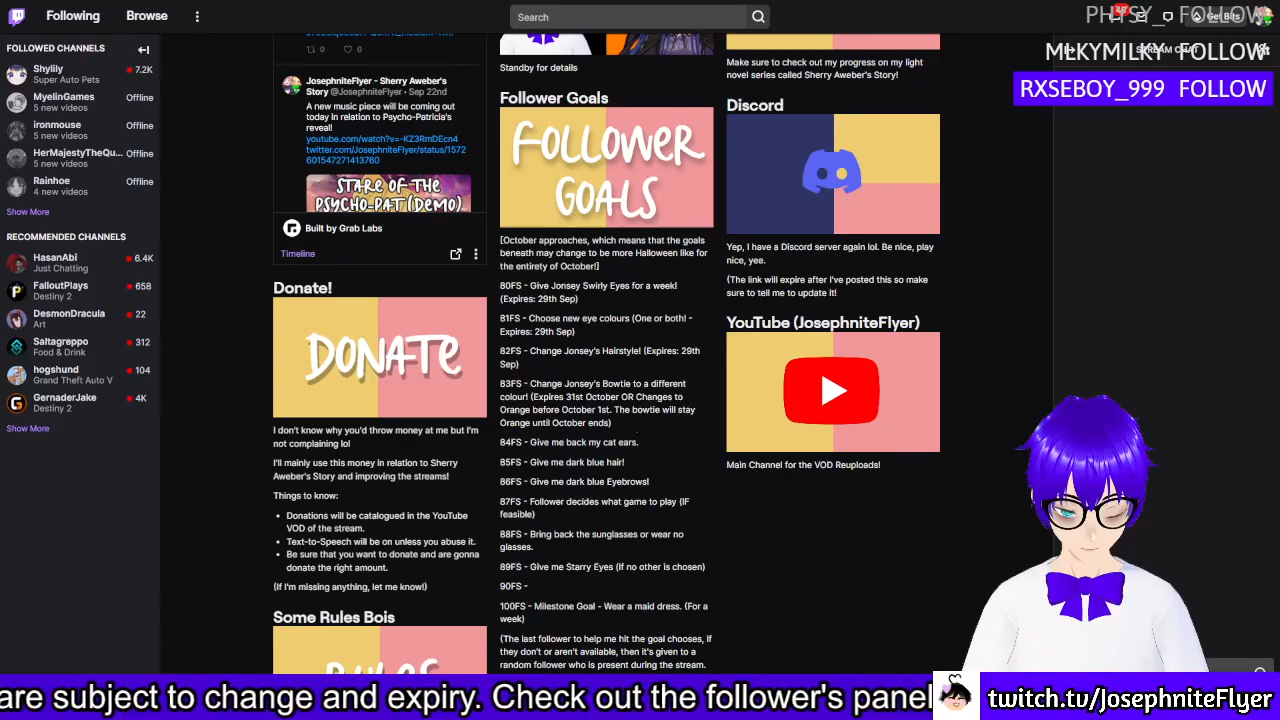 Following
Browse
Search
Get Bits
FOLLOWED CHANNELS
Shylily
Super Auto Pets
7.2K
MyelinGames
5 new videos
Offline
ironmouse
5 new videos
Offline
HerMajestyTheQu...
5 new videos
Offline
Rainhoe
4 new videos
Offline
Show More
RECOMMENDED CHANNELS
HasanAbi
Just Chatting
6.4K
FalloutPlays
Destiny 2
658
DesmonDracula
Art
22
Saltagreppo
Food & Drink
312
hogshund
Grand Theft Auto V
104
GernaderJake
Destiny 2
4K
Show More
0
0
JosephniteFlyer - Sherry Aweber's
Story @JosephniteFlyer • Sep 22nd
A new music piece will be coming out
today in relation to Psycho-Patricia's
reveal!
youtube.com/watch?v=-KZ3RmDEcn4
twitter.com/JosephniteFlyer/status/1572
601547271413760
STARE OF THE
PSYCHO-PAT (DEMO)
Built by Grab Labs
Timeline
Donate!
DONATE
I don't know why you'd throw money at me but I'm
not complaining lol
I'll mainly use this money in relation to Sherry
Aweber's Story and improving the streams!
Things to know:
• Donations will be catalogued in the YouTube
VOD of the stream.
• Text-to-Speech will be on unless you abuse it.
• Be sure that you want to donate and are gonna
donate the right amount.
(If I'm missing anything, let me know!)
Some Rules Bois
RULES
Standby for details
Follower Goals
FOLLOWER
GOALS
[October approaches, which means that the goals
beneath may change to be more Halloween like for
the entirety of October!]
80FS - Give Jonsey Swirly Eyes for a week!
(Expires: 29th Sep)
81FS - Choose new eye colours (One or both! -
Expires: 29th Sep)
82FS - Change Jonsey's Hairstyle! (Expires: 29th
Sep)
83FS - Change Jonsey's Bowtie to a different
colour! (Expires 31st October OR Changes to
Orange before October 1st. The bowtie will stay
Orange until October ends)
84FS - Give me back my cat ears.
85FS - Give me dark blue hair!
86FS - Give me dark blue Eyebrows!
87FS - Follower decides what game to play (IF
feasible)
88FS - Bring back the sunglasses or wear no
glasses.
89FS - Give me Starry Eyes (If no other is chosen)
90FS -
100FS - Milestone Goal - Wear a maid dress. (For a
week)
(The last follower to help me hit the goal chooses, if
they don't or aren't available, then it's given to a
random follower who is present during the stream.
Make sure to check out my progress on my light
novel series called Sherry Aweber's Story!
Discord
Yep, I have a Discord server again lol. Be nice, play
nice, yee.
(The link will expire after I've posted this so make
sure to tell me to update it!
YouTube (JosephniteFlyer)
Main Channel for the VOD Reuploads!
STREAM CHAT
PHTSY_ FOLLOW
MLKYMILKY FOLLOW
RXSEBOY_999 FOLLOW
are subject to change and expiry. Check out the follower's panel
twitch.tv/JosephniteFlyer